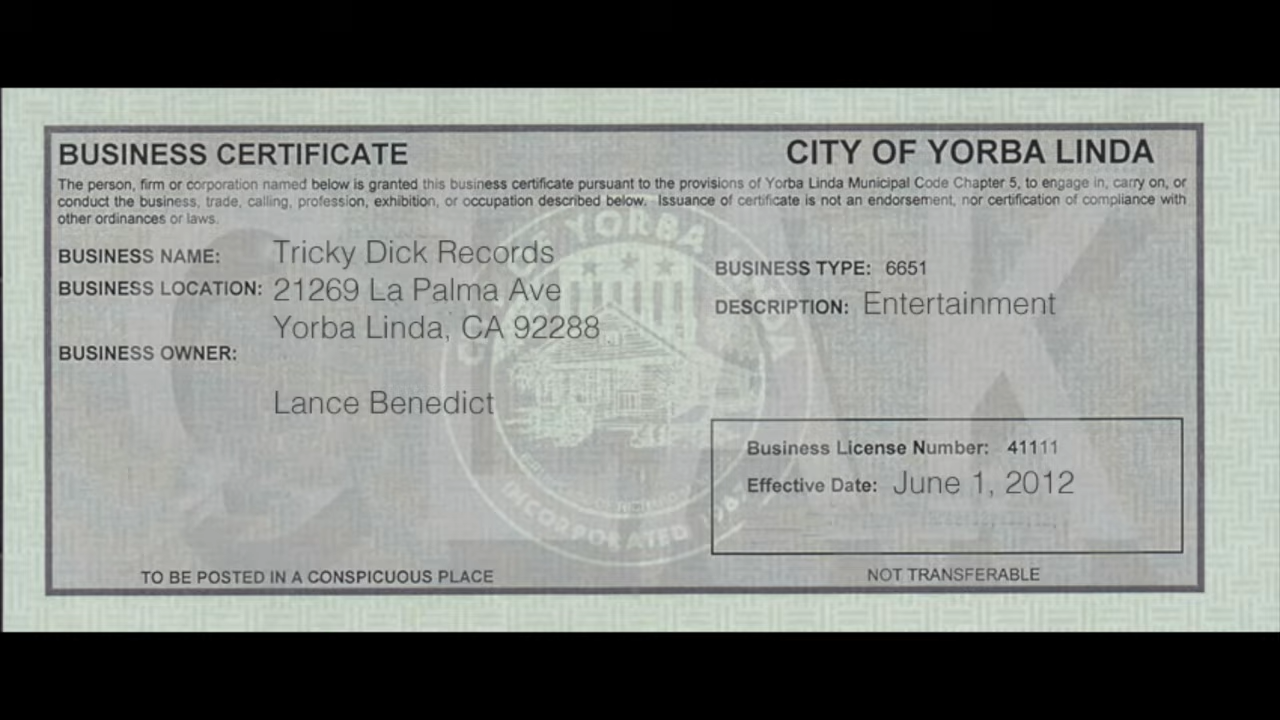 BUSINESS CERTIFICATE
CITY OF YORBA LINDA
The person, firm or corporation named below is granted this business certificate pursuant to the provisions of Yorba Linda Municipal Code Chapter 5, to engage in, carry on, or
conduct the business, trade, calling, profession, exhibition, or occupation described below. Issuance of certificate is not an endorsement, nor certification of compliance with
other ordinances or laws.
BUSINESS NAME: Tricky Dick Records
BUSINESS LOCATION: 21269 La Palma Ave
Yorba Linda, CA 92288
BUSINESS OWNER:
Lance Benedict
BUSINESS TYPE: 6651
DESCRIPTION: Entertainment
Business License Number: 41111
Effective Date: June 1, 2012
TO BE POSTED IN A CONSPICUOUS PLACE
NOT TRANSFERABLE
YORBA
INCORPORATED